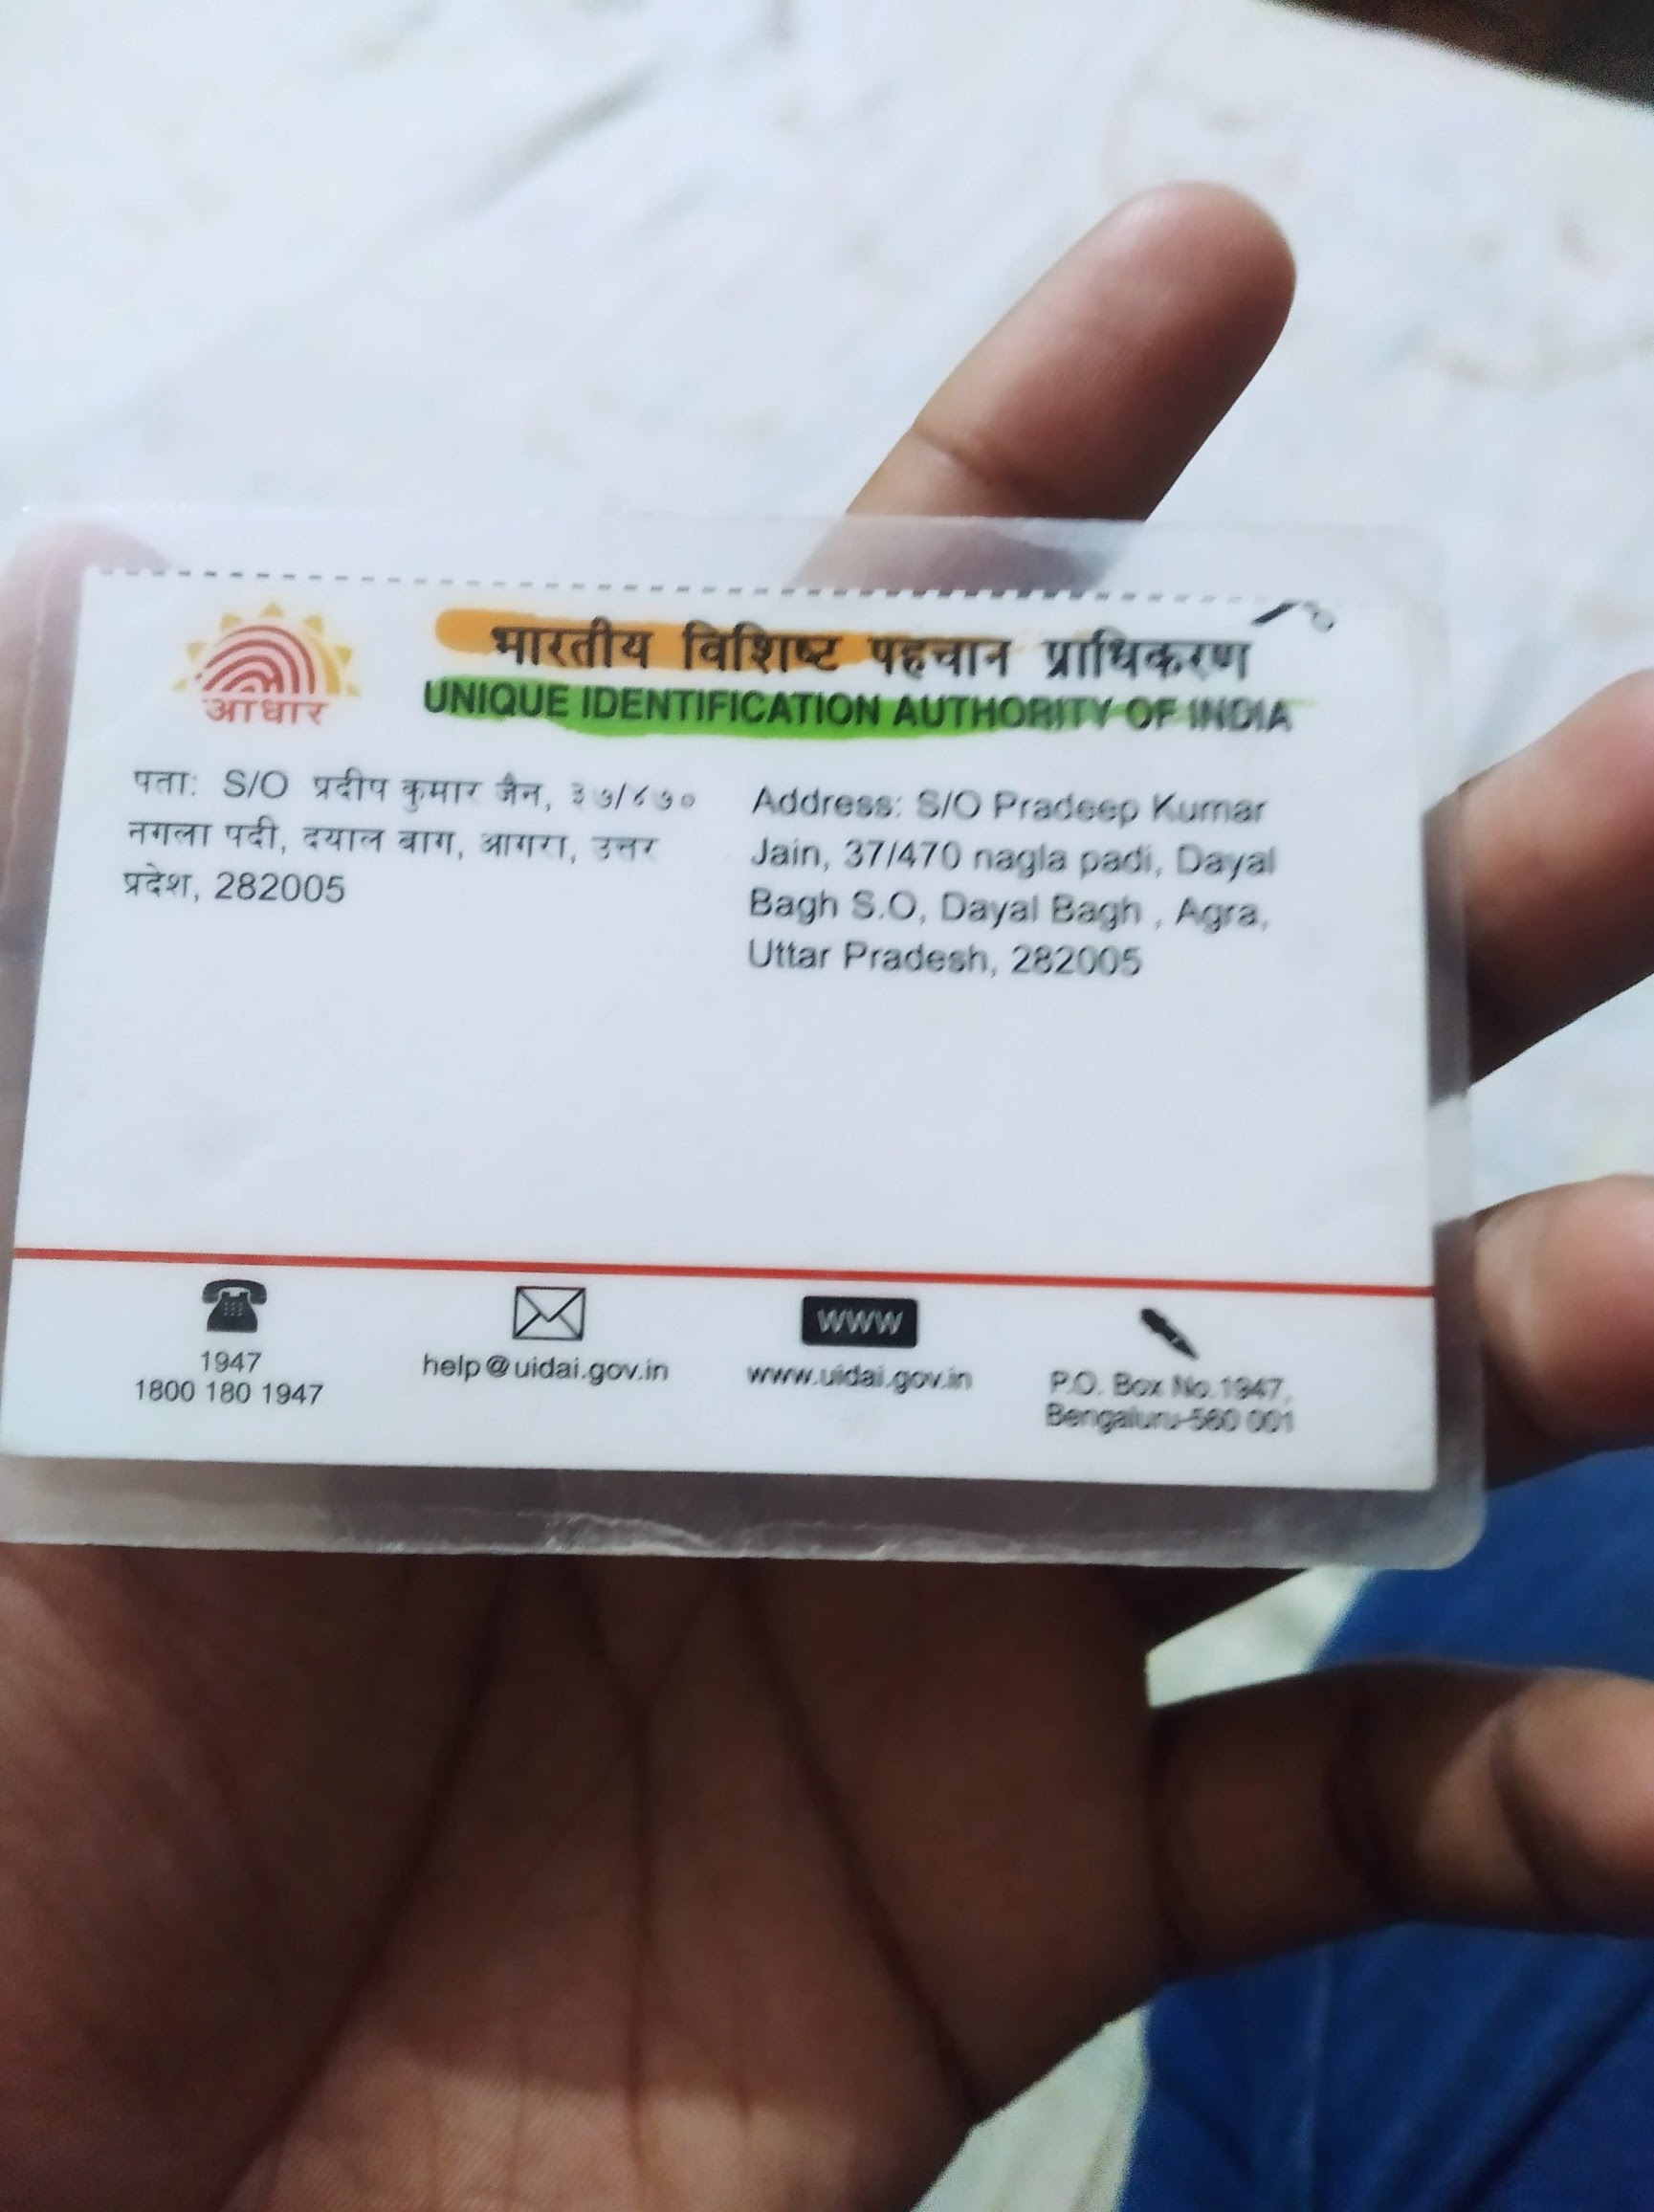 भारतीय विशिष्ट पहचान प्राधिकरण
UNIQUE IDENTIFICATION AUTHORITY OF INDIA
आधार
पता: S/O प्रदीप कुमार जैन, ३७/४७०
नगला पदी, दयाल बाग, आगरा, उत्तर
प्रदेश, 282005
Address: S/O Pradeep Kumar
Jain, 37/470 nagla padi, Dayal
Bagh S.O, Dayal Bagh , Agra,
Uttar Pradesh, 282005
1947
1800 180 1947
help@uidai.gov.in
WWW
www.uidai.gov.in
P.O. Box No.1947,
Bengaluru-560 001